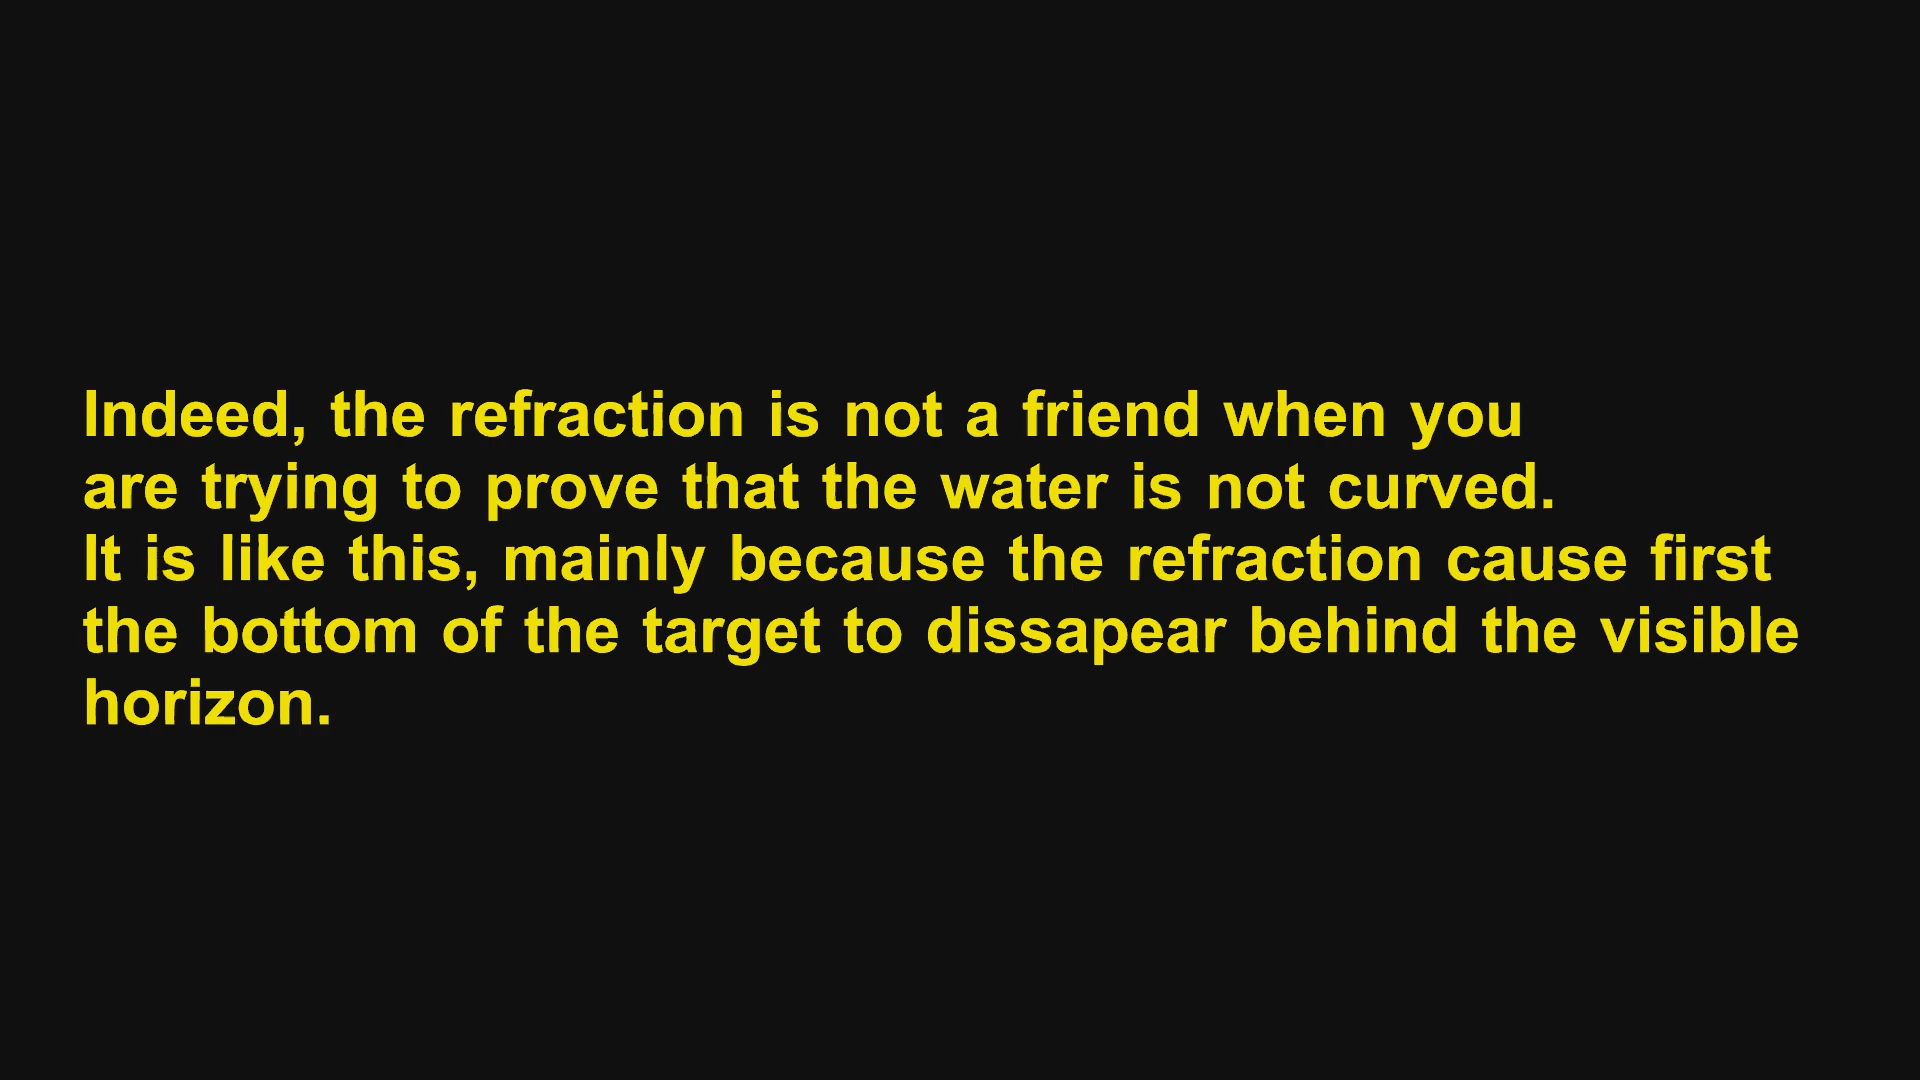 Indeed, the refraction is not a friend when you
are trying to prove that the water is not curved.
It is like this, mainly because the refraction cause first
the bottom of the target to dissapear behind the visible
horizon.